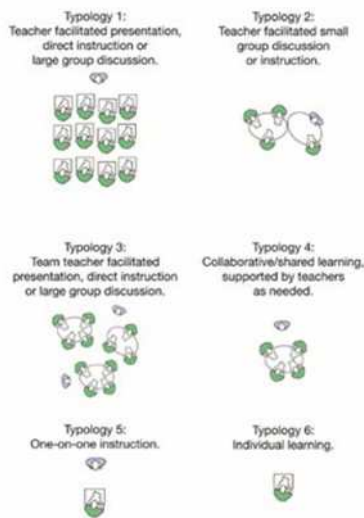 Typology 1:
Teacher facilitated presentation,
direct instruction or
large group discussion.
Typology 2:
Teacher facilitated small
group discussion
or instruction.
Typology 3:
Team teacher facilitated
presentation, direct instruction
or large group discussion.
Typology 4:
Collaborative/shared learning,
supported by teachers
as needed.
Typology 5:
One-on-one instruction.
Typology 6:
Individual learning.